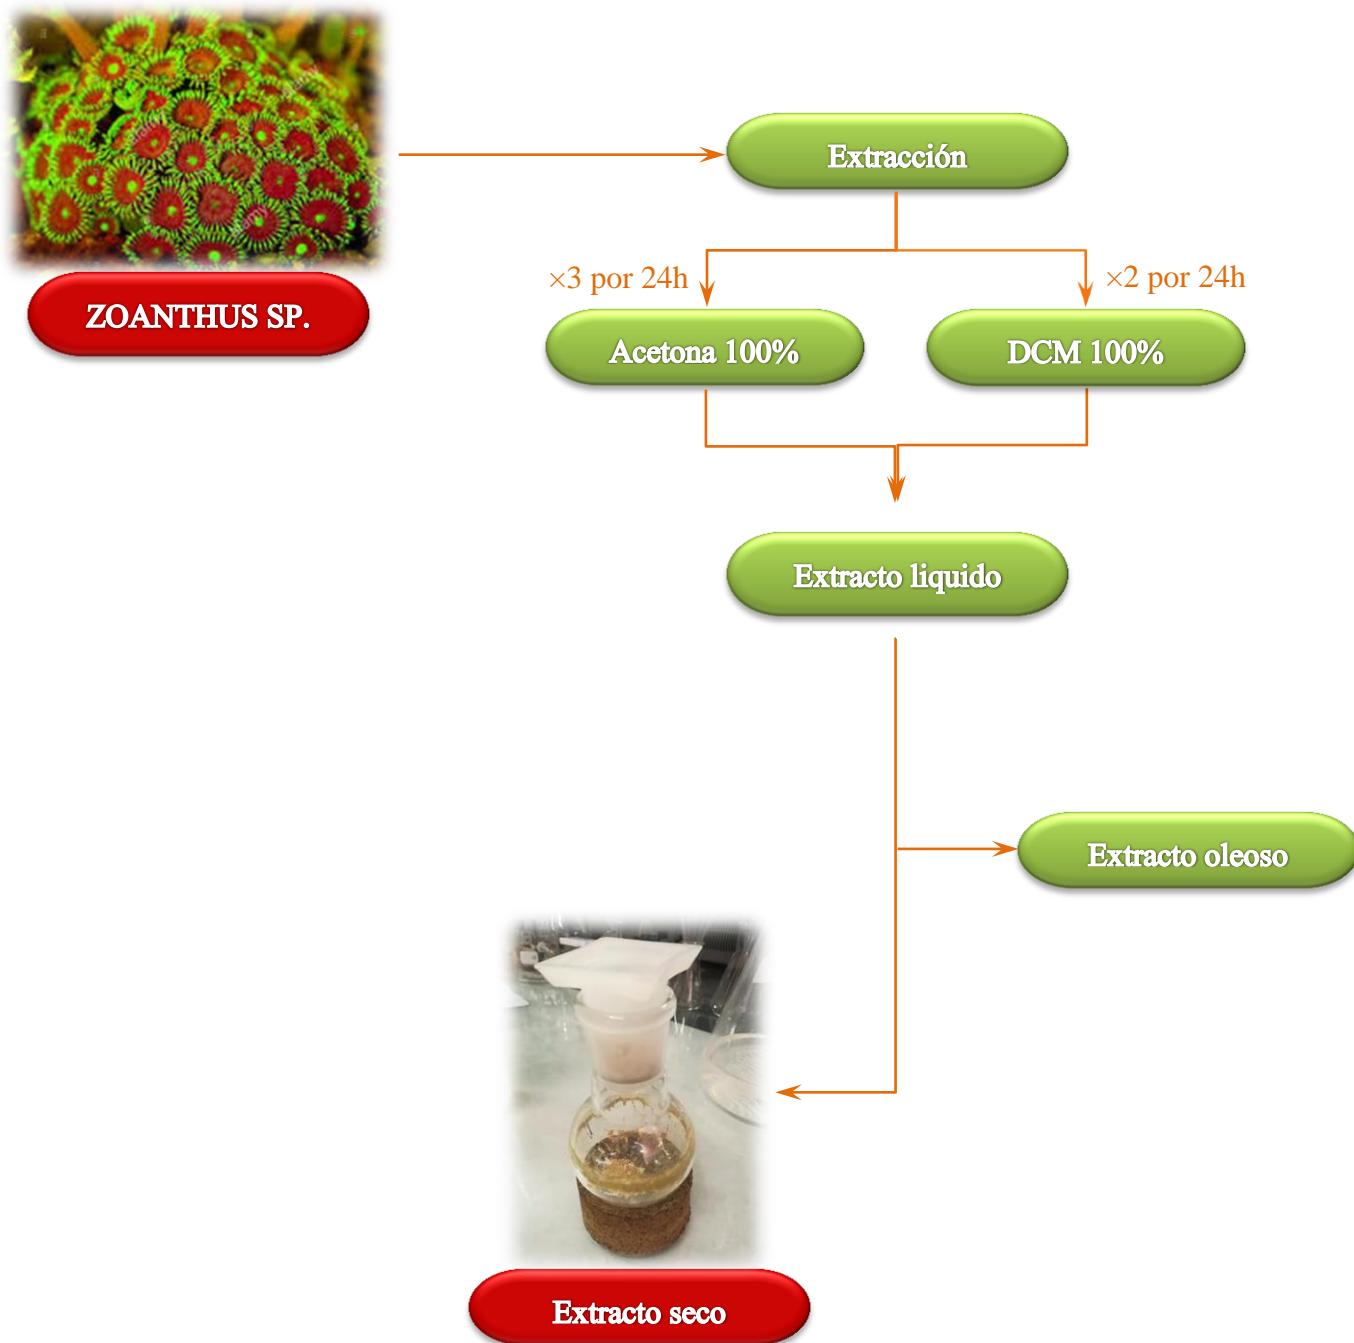 Extracción
×3 por 24h
×2 por 24h
ZOANTHUS SP.
Acetona 100%
DCM 100%
Extracto liquido
Extracto oleoso
Extracto seco